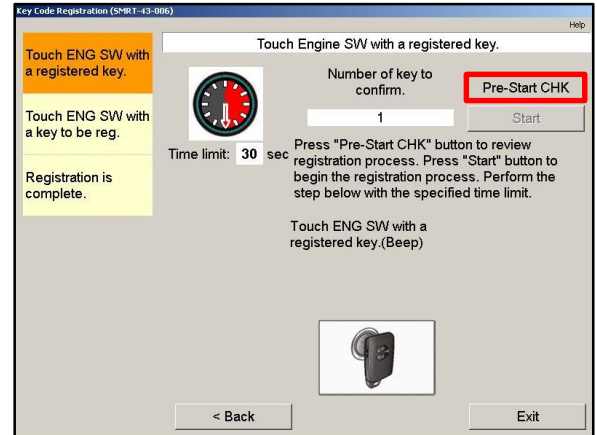 Key Code Registration (SMRT-43-006)
Help
Touch ENG SW with
a registered key.
Touch ENG SW with
a key to be reg.
Registration is
complete.
Touch Engine SW with a registered key.
Number of key to
confirm.
Pre-Start CHK
1
Start
Time limit: 30 sec
Press "Pre-Start CHK" button to review
registration process. Press "Start" button to
begin the registration process. Perform the
step below with the specified time limit.
Touch ENG SW with a
registered key.(Beep)
< Back
Exit